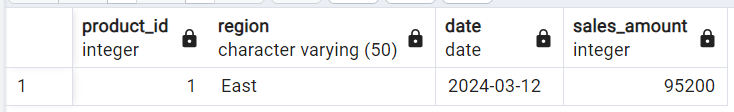 product_id region date sales_amount
integer character varying (50) date integer
1 1 East 2024-03-12 95200